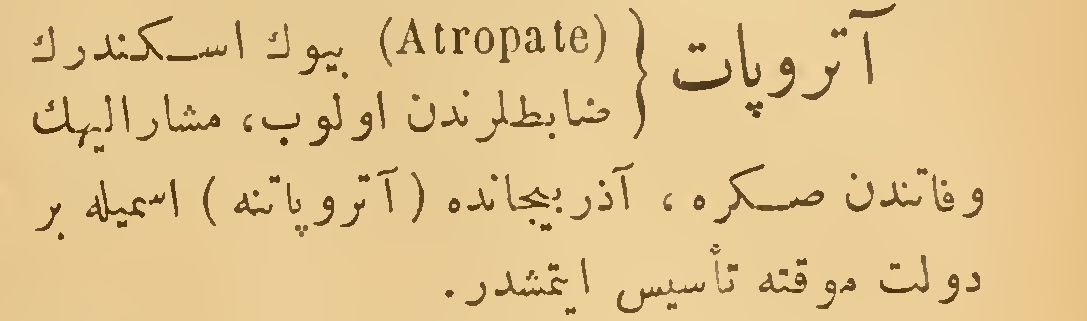 آتروپات { (Atropate) بیوك اسكندرك
ضابطلرندن اولوب، مشارالیهك
وفاتندن صكره ، آذربیجانده ( آتروپاتنه ) اسمیله بر
دولت موقته تأسیس ایتمشدر .